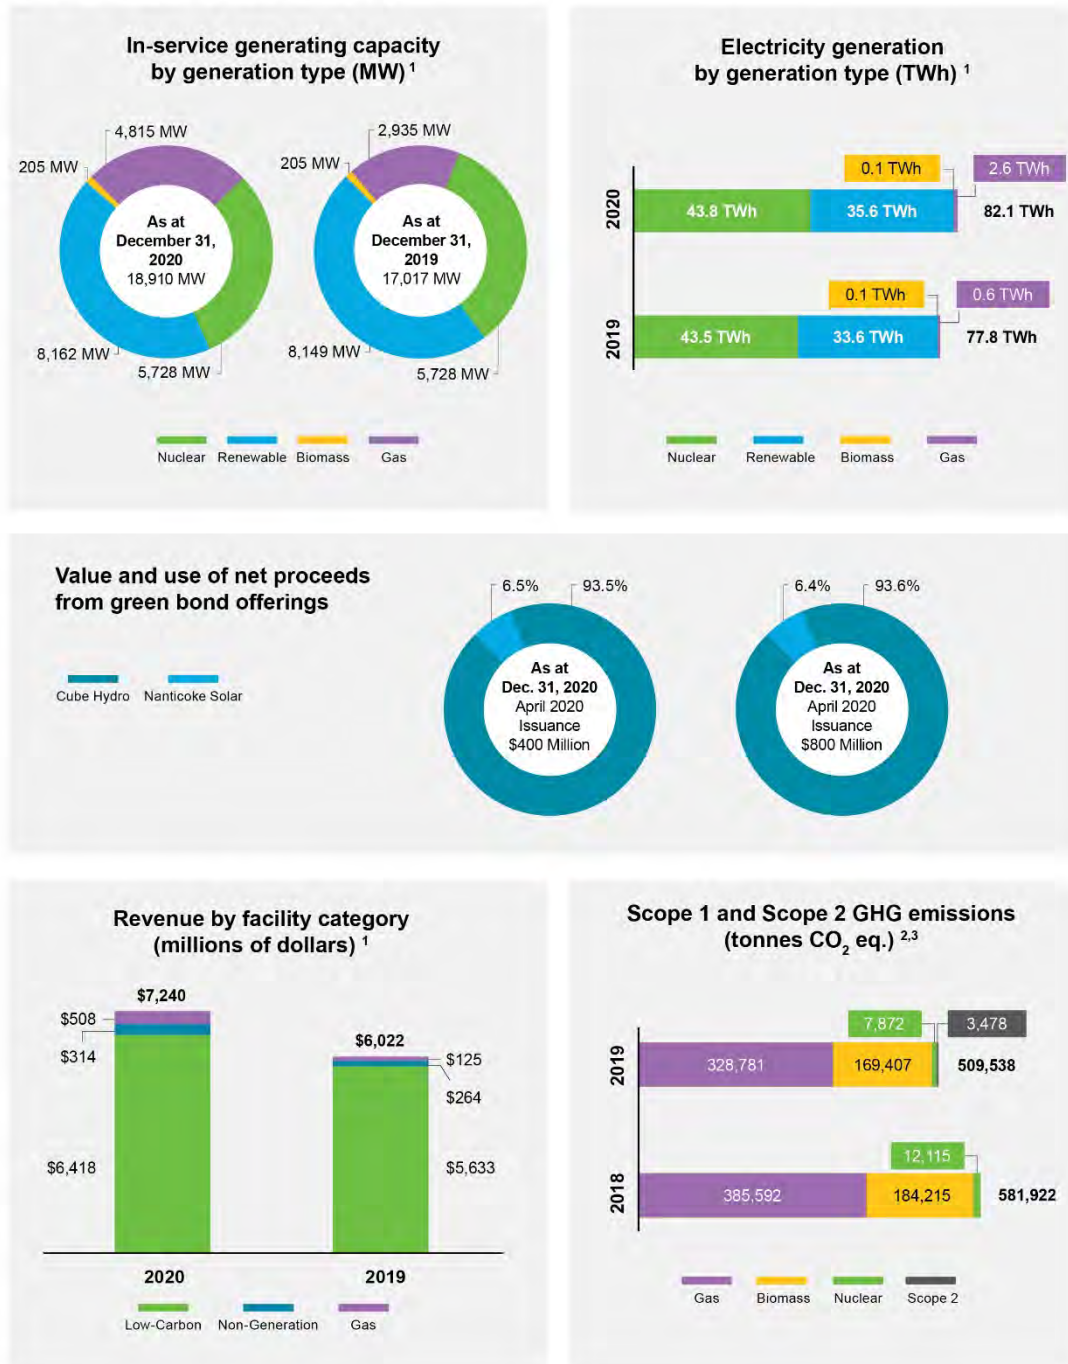 In-service generating capacity
by generation type (MW) 1
4,815 MW
2,935 MW
205 MW
205 MW
As at
December 31,
2020
18,910 MW
As at
December 31,
2019
17,017 MW
8,162 MW
5,728 MW
8,149 MW
5,728 MW
Nuclear Renewable Biomass Gas
Electricity generation
by generation type (TWh) 1
0.1 TWh 2.6 TWh
2020
43.8 TWh 35.6 TWh 82.1 TWh
0.1 TWh 0.6 TWh
2019
43.5 TWh 33.6 TWh 77.8 TWh
Nuclear Renewable Biomass Gas
Value and use of net proceeds
from green bond offerings
Cube Hydro Nanticoke Solar
6.5% 93.5%
As at
Dec. 31, 2020
April 2020
Issuance
$400 Million
6.4% 93.6%
As at
Dec. 31, 2020
April 2020
Issuance
$800 Million
Revenue by facility category
(millions of dollars) 1
$7,240
$508
$314
$6,418
$6,022
$125
$264
$5,633
2020 2019
Low-Carbon Non-Generation Gas
Scope 1 and Scope 2 GHG emissions
(tonnes CO2 eq.) 2,3
7,872 3,478
2019
328,781 169,407 509,538
12,115
2018
385,592 184,215 581,922
Gas Biomass Nuclear Scope 2